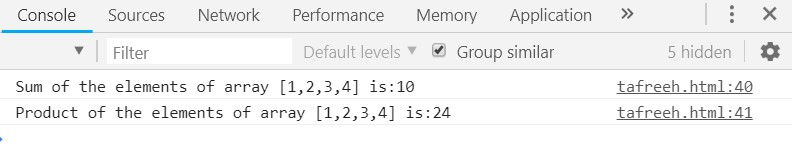 Console Sources Network Performance Memory Application »
Filter Default levels ▼ Group similar 5 hidden
Sum of the elements of array [1,2,3,4] is:10 tafreeh.html:40
Product of the elements of array [1,2,3,4] is:24 tafreeh.html:41